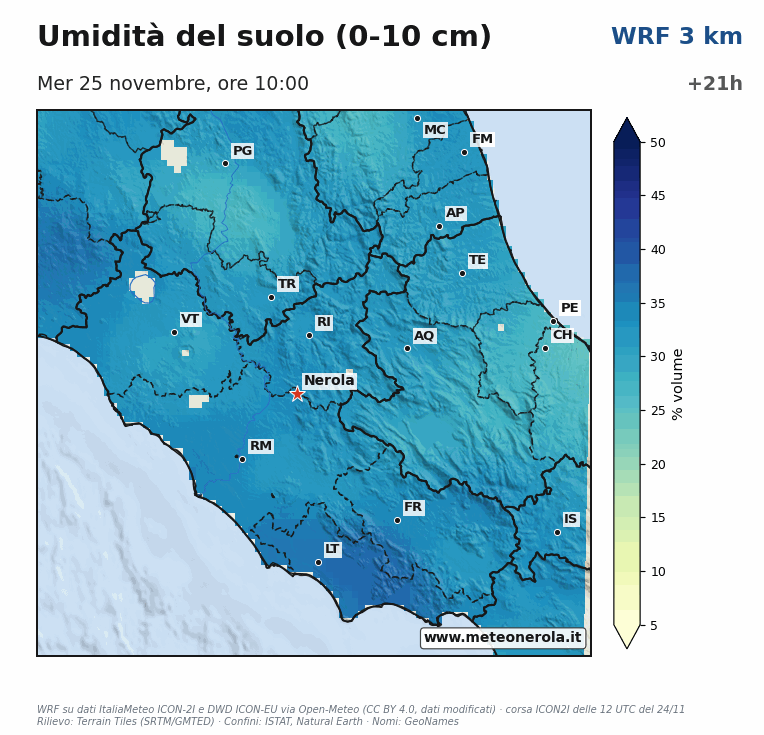 Umidità del suolo (0-10 cm)
WRF 3 km
Mer 25 novembre, ore 10:00
+21h
MC
FM
PG
AP
TE
TR
PE
VT
RI
CH
AQ
Nerola
RM
FR
IS
LT
www.meteonerola.it
50
45
40
35
30
25
20
15
10
5
% volume
WRF su dati ItaliaMeteo ICON-2I e DWD ICON-EU via Open-Meteo (CC BY 4.0, dati modificati) · corsa ICON2I delle 12 UTC del 24/11
Rilievo: Terrain Tiles (SRTM/GMTED) · Confini: ISTAT, Natural Earth · Nomi: GeoNames